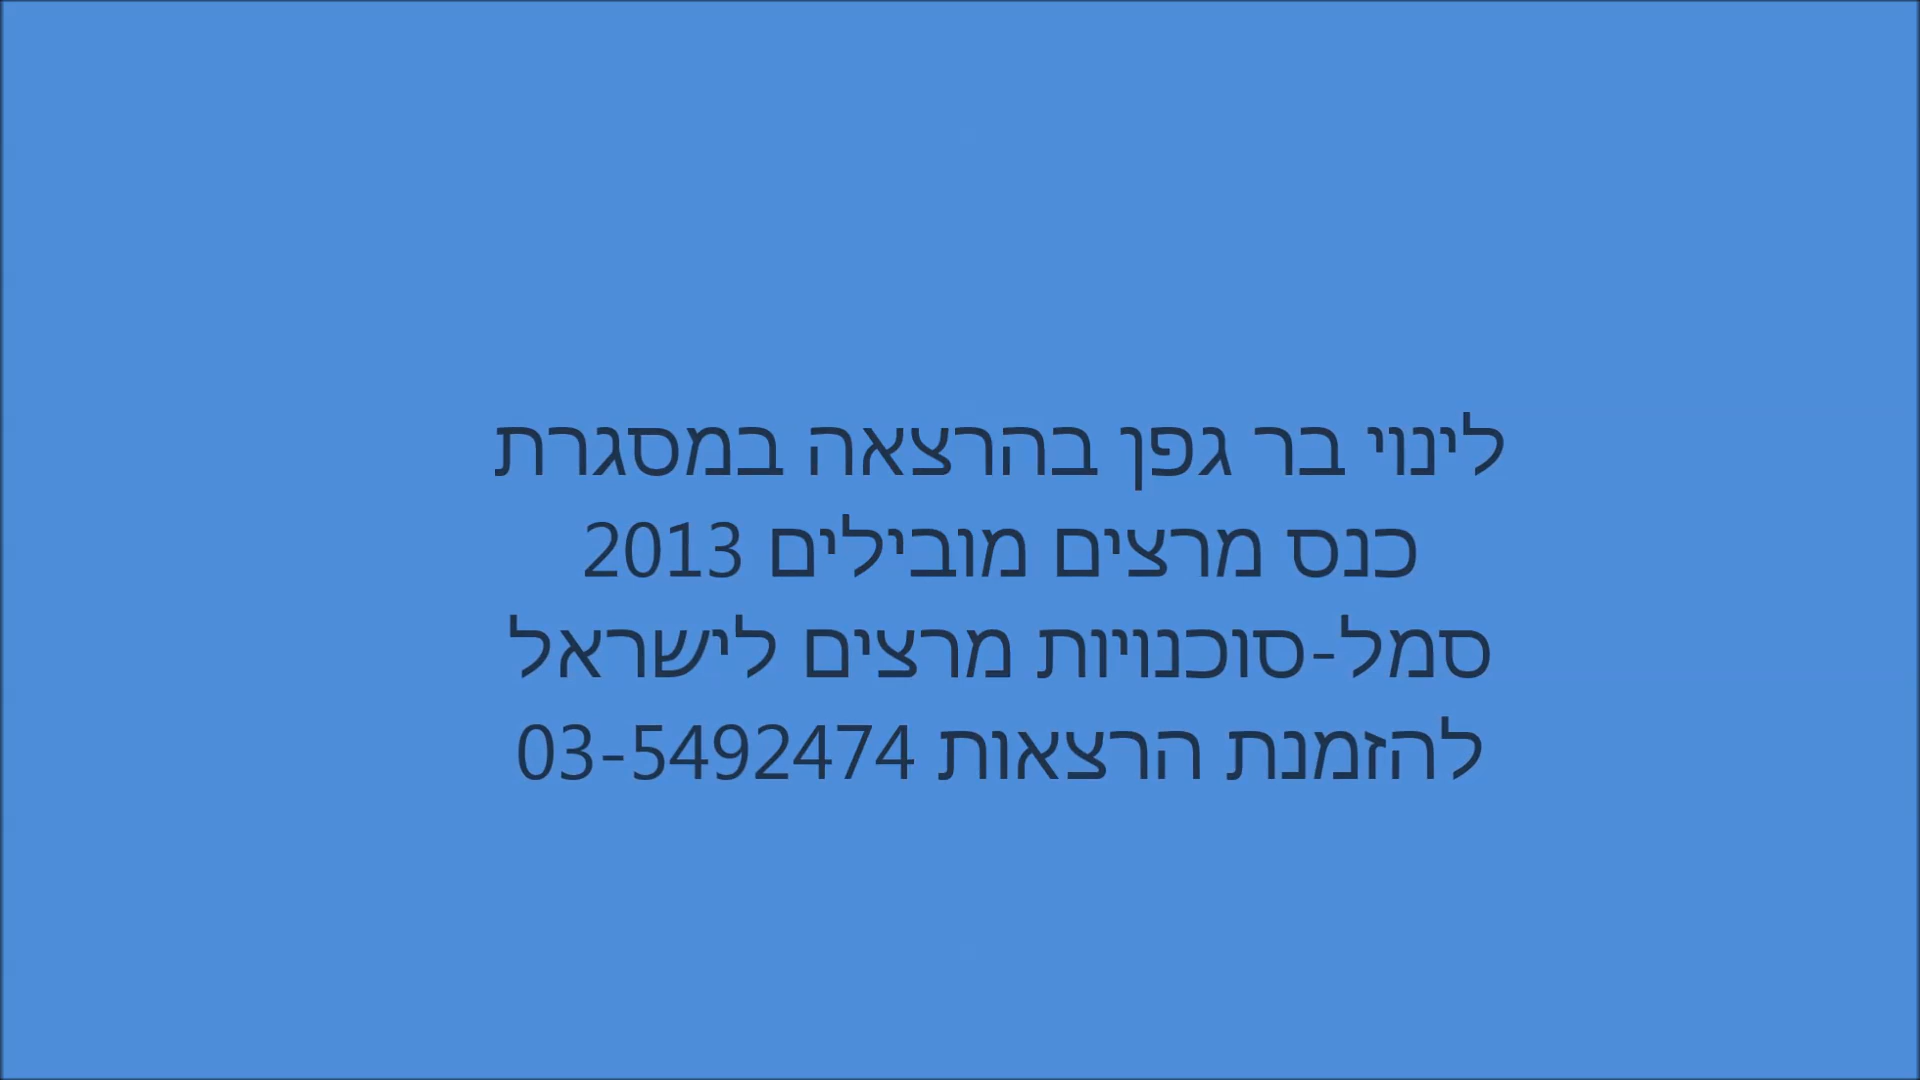 לינוי בר גפן בהרצאה במסגרת
כנס מרצים מובילים 2013
סמל-סוכנויות מרצים לישראל
להזמנת הרצאות 03-5492474